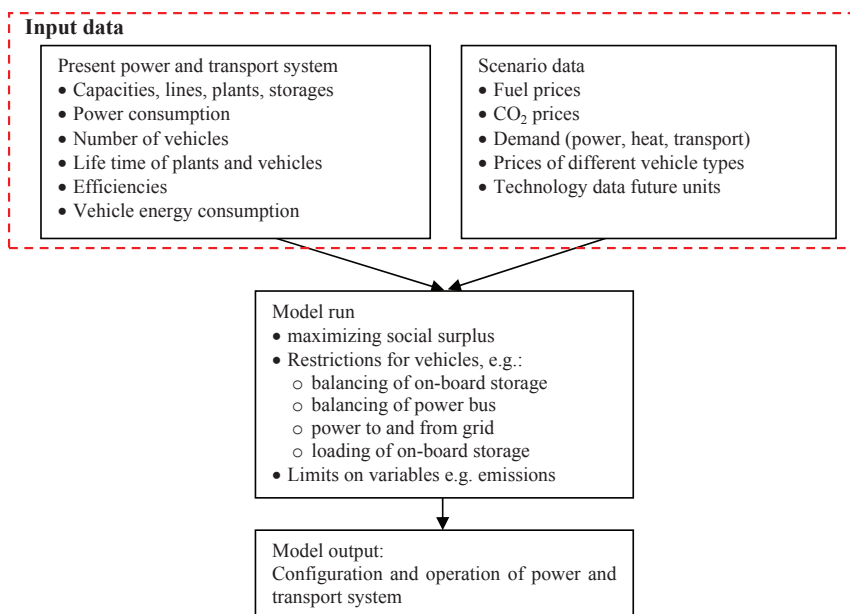 Input data
Present power and transport system
• Capacities, lines, plants, storages
• Power consumption
• Number of vehicles
• Life time of plants and vehicles
• Efficiencies
• Vehicle energy consumption
Scenario data
• Fuel prices
• CO₂ prices
• Demand (power, heat, transport)
• Prices of different vehicle types
• Technology data future units
Model run
• maximizing social surplus
• Restrictions for vehicles, e.g.:
○ balancing of on-board storage
○ balancing of power bus
○ power to and from grid
○ loading of on-board storage
• Limits on variables e.g. emissions
Model output:
Configuration and operation of power and
transport system